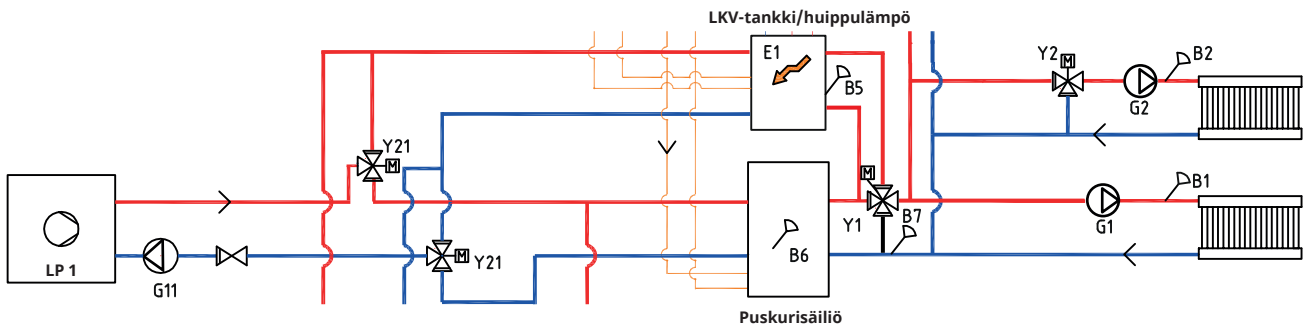 LKV-tankki/huippulämpö
E1
B5
Y2
M
G2
B2
Y21
M
M
Y1
B7
G1
B1
LP 1
G11
M
Y21
B6
Puskurisäiliö